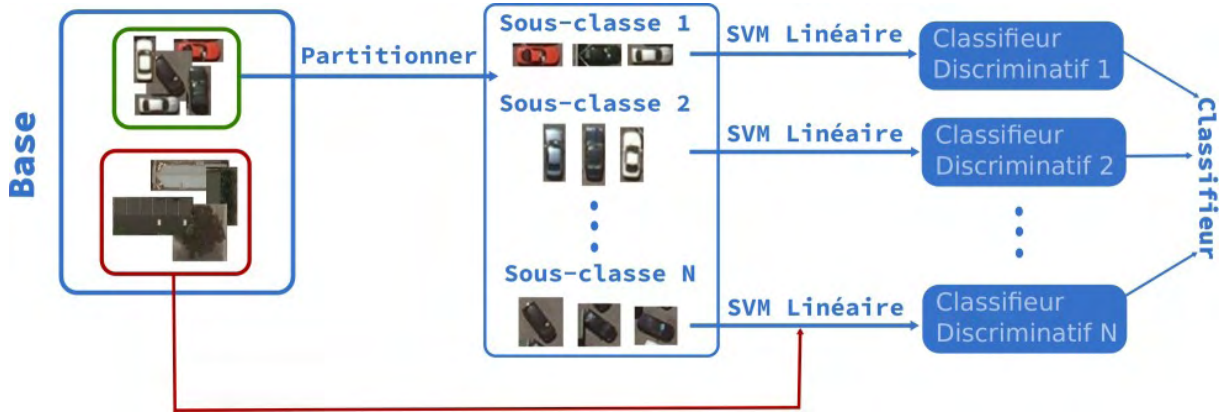 Base
Partitionner
Sous-classe 1
Sous-classe 2
Sous-classe N
SVM Linéaire
Classifieur
Discriminatif 1
SVM Linéaire
Classifieur
Discriminatif 2
SVM Linéaire
Classifieur
Discriminatif N
Classifieur